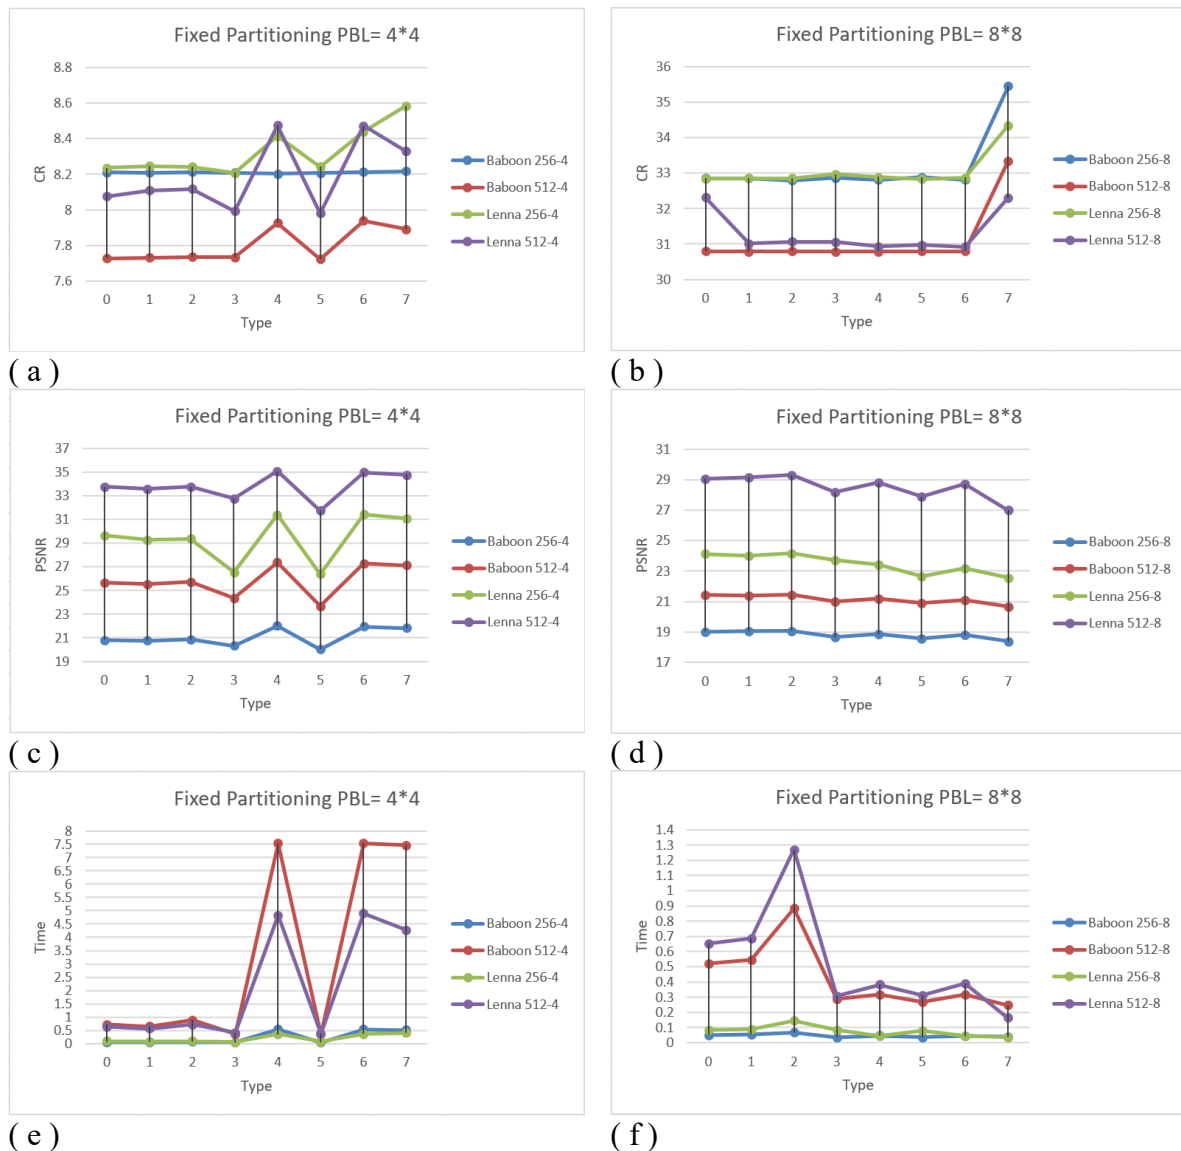 Fixed Partitioning PBL= 4*4
8.8
8.6
8.4
8.2
8
7.8
7.6
CR
0 1 2 3 4 5 6 7
Type
Baboon 256-4
Baboon 512-4
Lenna 256-4
Lenna 512-4
( a )
Fixed Partitioning PBL= 8*8
36
35
34
33
32
31
30
CR
0 1 2 3 4 5 6 7
Type
Baboon 256-8
Baboon 512-8
Lenna 256-8
Lenna 512-8
( b )
Fixed Partitioning PBL= 4*4
37
35
33
31
29
27
25
23
21
19
PSNR
0 1 2 3 4 5 6 7
Type
Baboon 256-4
Baboon 512-4
Lenna 256-4
Lenna 512-4
( c )
Fixed Partitioning PBL= 8*8
31
29
27
25
23
21
19
17
PSNR
0 1 2 3 4 5 6 7
Type
Baboon 256-8
Baboon 512-8
Lenna 256-8
Lenna 512-8
( d )
Fixed Partitioning PBL= 4*4
8
7.5
7
6.5
6
5.5
5
4.5
4
3.5
3
2.5
2
1.5
1
0.5
0
Time
0 1 2 3 4 5 6 7
Type
Baboon 256-4
Baboon 512-4
Lenna 256-4
Lenna 512-4
( e )
Fixed Partitioning PBL= 8*8
1.4
1.3
1.2
1.1
1
0.9
0.8
0.7
0.6
0.5
0.4
0.3
0.2
0.1
0
Time
0 1 2 3 4 5 6 7
Type
Baboon 256-8
Baboon 512-8
Lenna 256-8
Lenna 512-8
( f )